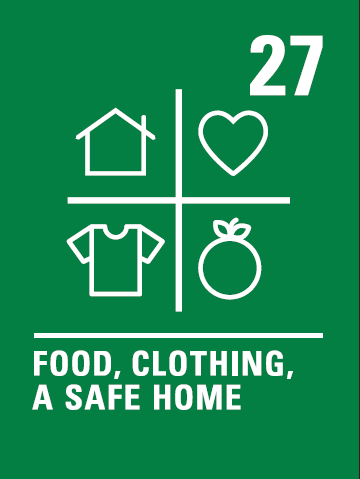 27
FOOD, CLOTHING,
A SAFE HOME